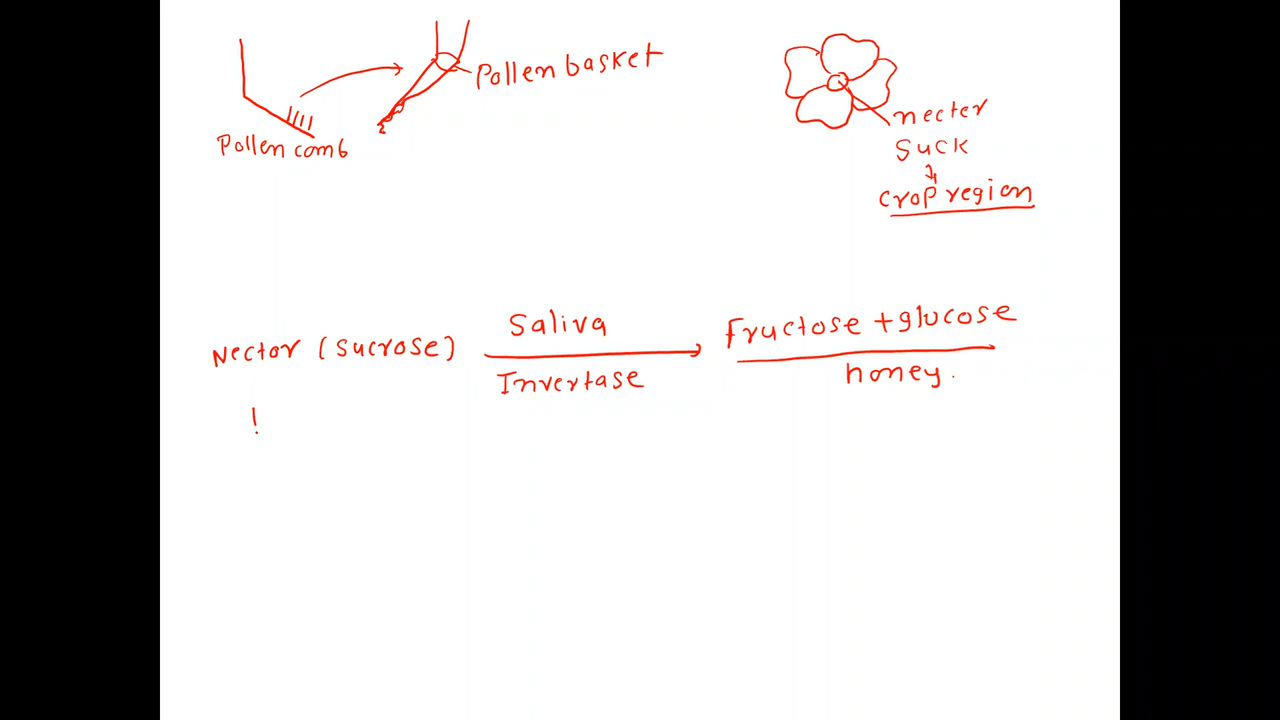 Pollen basket
Pollen comb
necter
suck
crop region
Nector (sucrose)
Saliva
Invertase
Fructose + glucose
honey.